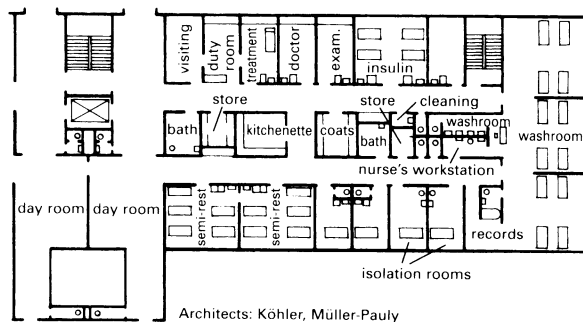 visiting
duty
room
treatment
doctor
exam.
insulin
store
store
cleaning
bath
kitchenette
coats
bath
washroom
washroom
nurse's workstation
day room
day room
semi-rest
semi-rest
records
isolation rooms
Architects: Köhler, Müller-Pauly